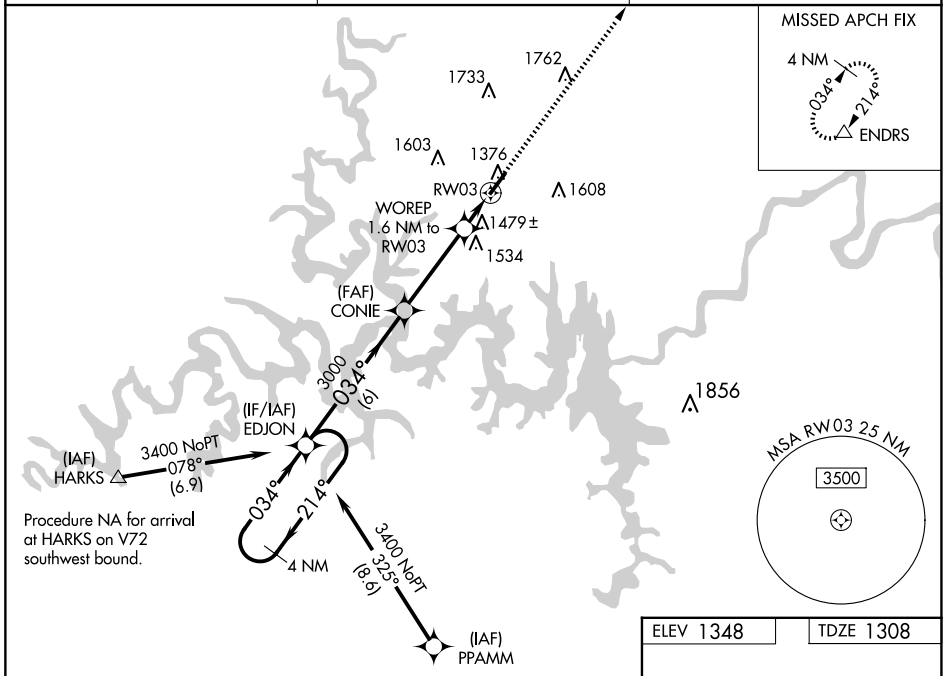 MISSED APCH FIX
4 NM
034°
214°
ENDRS
1762
1733
1603
1376
RW03
1608
WOREP
1.6 NM to
RW03
1479±
1534
(FAF)
CONIE
3000
034°
(6)
1856
(IF/IAF)
EDJON
(IAF)
HARKS
3400 NoPT
078°
(6.9)
034°
214°
4 NM
Procedure NA for arrival
at HARKS on V72
southwest bound.
3400 NoPT
325°
(8.6)
(IAF)
PPAMM
MSA RW03 25 NM
3500
ELEV 1348
TDZE 1308